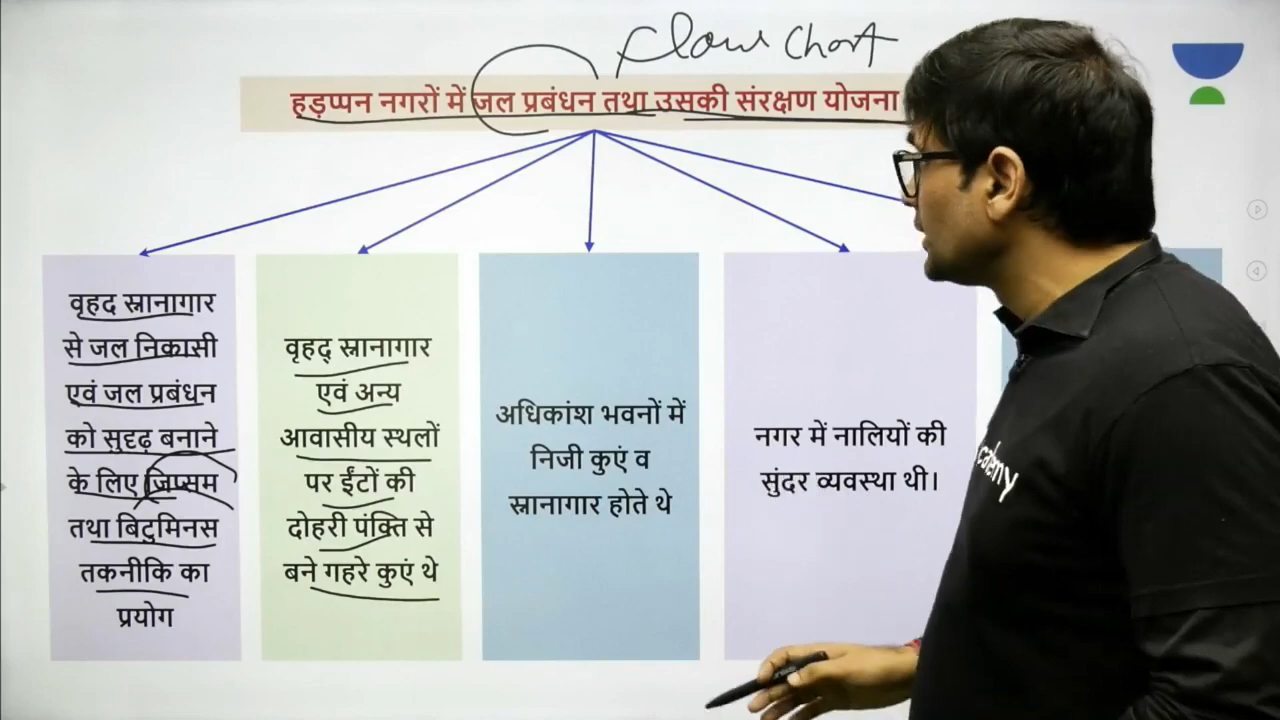 flow chart
हड़प्पन नगरों में जल प्रबंधन तथा उसकी संरक्षण योजना
वृहद स्नानागार
से जल निकासी
एवं जल प्रबंधन
को सुदृढ़ बनाने
के लिए जिप्सम
तथा बिटुमिनस
तकनीकि का
प्रयोग
वृहद् स्नानागार
एवं अन्य
आवासीय स्थलों
पर ईंटों की
दोहरी पंक्ति से
बने गहरे कुएं थे
अधिकांश भवनों में
निजी कुएं व
स्नानागार होते थे
नगर में नालियों की
सुंदर व्यवस्था थी।